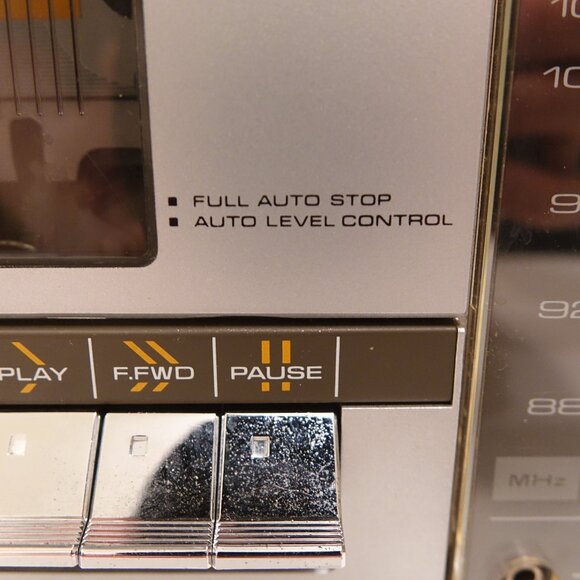 FULL AUTO STOP
AUTO LEVEL CONTROL
PLAY
F.FWD
PAUSE
92
88
MHz